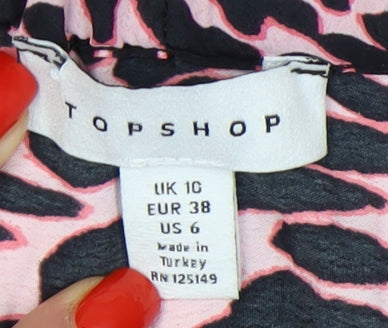 TOPSHOP
UK 10
EUR 38
US 6
Made in
Turkey
RN 125149